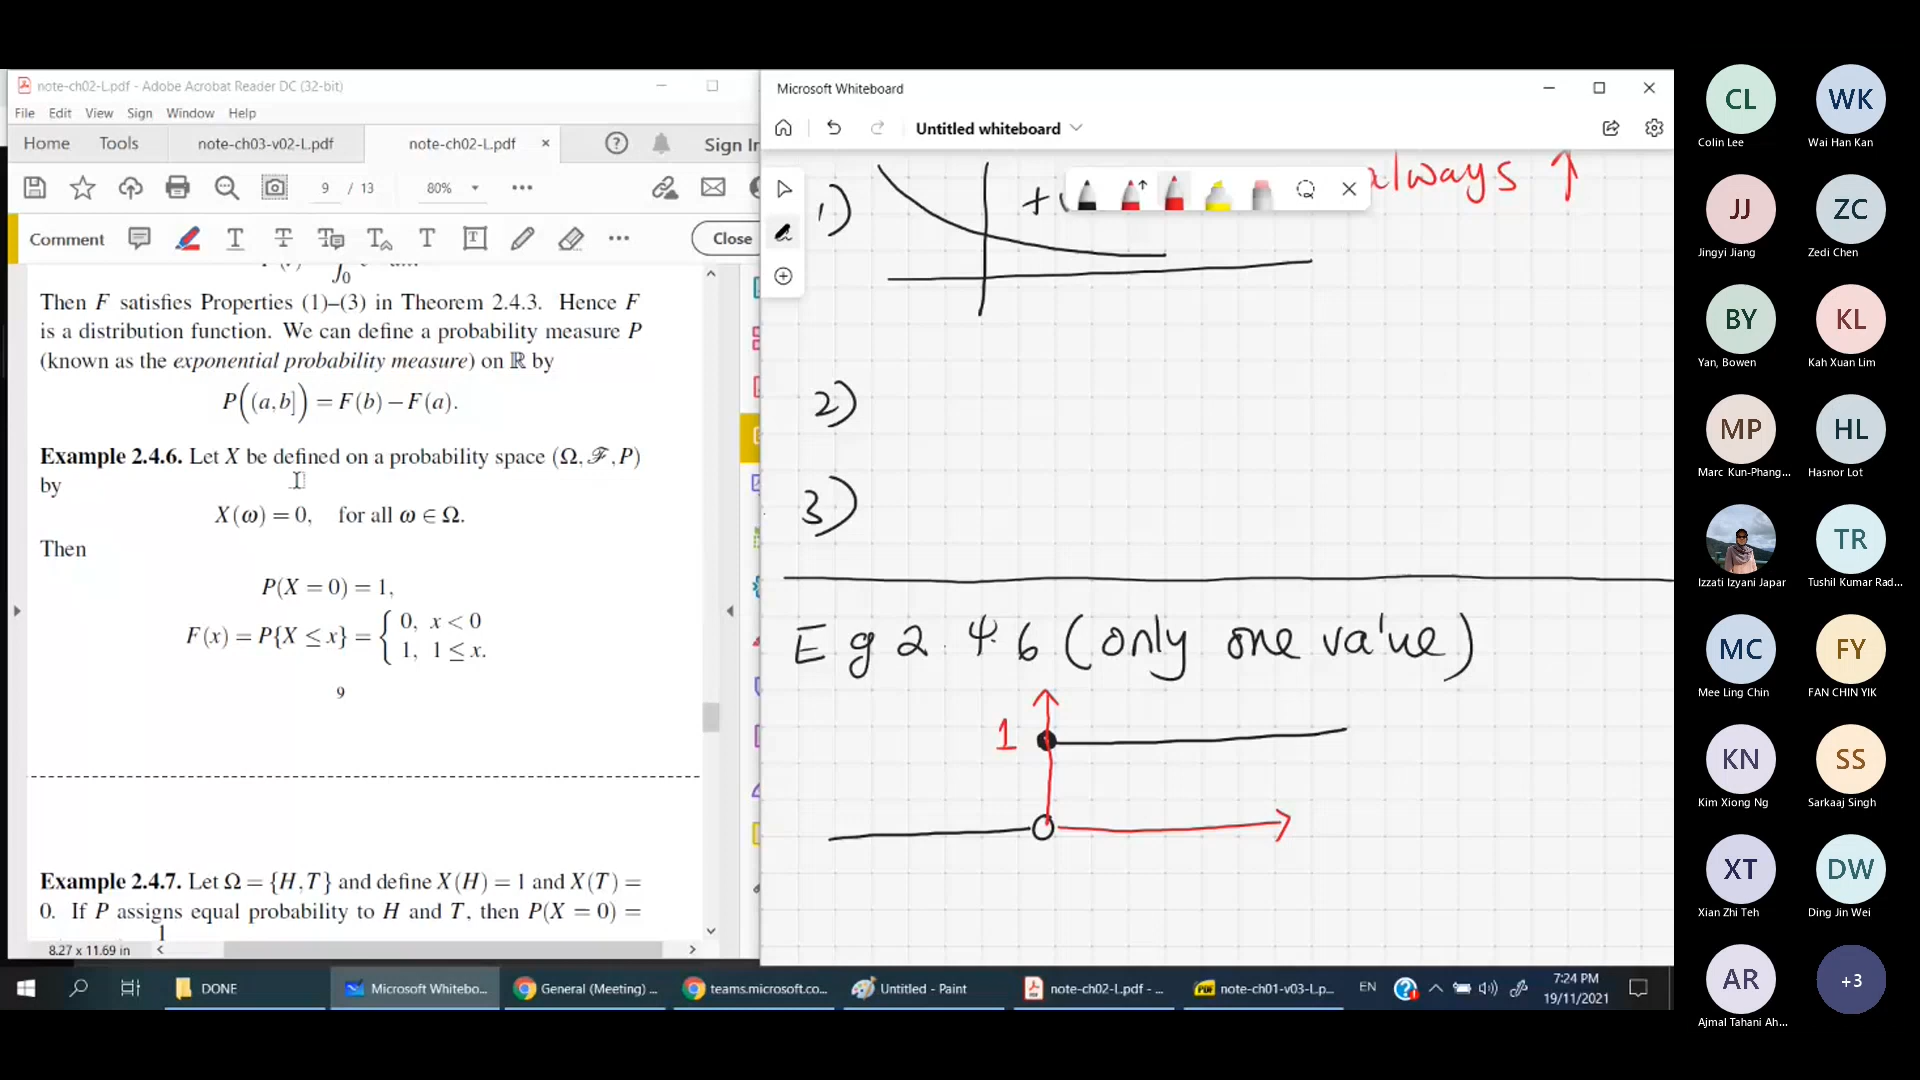 note-ch02-L.pdf - Adobe Acrobat Reader DC (32-bit)
File Edit View Sign Window Help
Home Tools note-ch03-v02-L.pdf note-ch02-L.pdf × Sign In
9 / 13 80%
Comment Close
Then F satisfies Properties (1)–(3) in Theorem 2.4.3. Hence F
is a distribution function. We can define a probability measure P
(known as the exponential probability measure) on ℝ by
P((a,b]) = F(b) − F(a).
Example 2.4.6. Let X be defined on a probability space (Ω, ℱ, P)
by
X(ω) = 0, for all ω ∈ Ω.
Then
P(X = 0) = 1,
F(x) = P{X ≤ x} = { 0, x < 0
1, 1 ≤ x.
9
Example 2.4.7. Let Ω = {H,T} and define X(H) = 1 and X(T) =
0. If P assigns equal probability to H and T, then P(X = 0) =
1
8.27 x 11.69 in
Microsoft Whiteboard
Untitled whiteboard
always ↑
1)
2)
3)
Eg 2.4.6 (only one value)
1
CL WK
Colin Lee Wai Han Kan
JJ ZC
Jingyi Jiang Zedi Chen
BY KL
Yan, Bowen Kah Xuan Lim
MP HL
Marc Kun-Phang... Hasnor Lot
TR
Izzati Izyani Japar Tushil Kumar Rad...
MC FY
Mee Ling Chin FAN CHIN YIK
KN SS
Kim Xiong Ng Sarkaaj Singh
XT DW
Xian Zhi Teh Ding Jin Wei
AR +3
Ajmal Tahani Ah...
DONE Microsoft Whitebo... General (Meeting) ... teams.microsoft.co... Untitled - Paint note-ch02-L.pdf - ... note-ch01-v03-L.p... EN 7:24 PM
19/11/2021